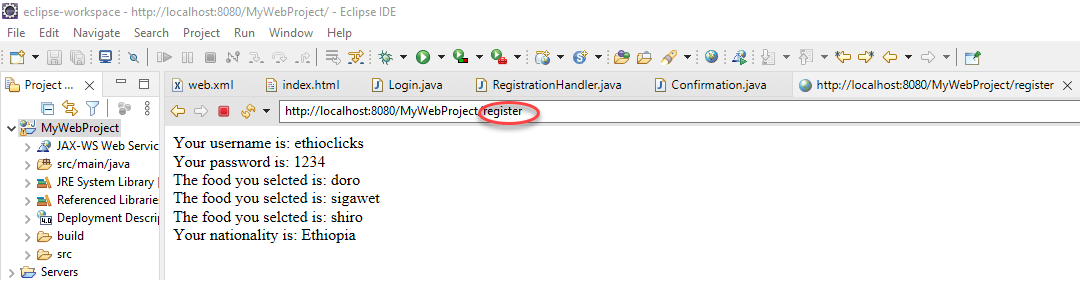 eclipse-workspace - http://localhost:8080/MyWebProject/ - Eclipse IDE
File Edit Navigate Search Project Run Window Help
Project ...
web.xml index.html Login.java RegistrationHandler.java Confirmation.java http://localhost:8080/MyWebProject/register
http://localhost:8080/MyWebProject/register
MyWebProject
JAX-WS Web Servic
src/main/java
JRE System Library [
Referenced Libraries
Deployment Descrip
build
src
Servers
Your username is: ethioclicks
Your password is: 1234
The food you selcted is: doro
The food you selcted is: sigawet
The food you selcted is: shiro
Your nationality is: Ethiopia